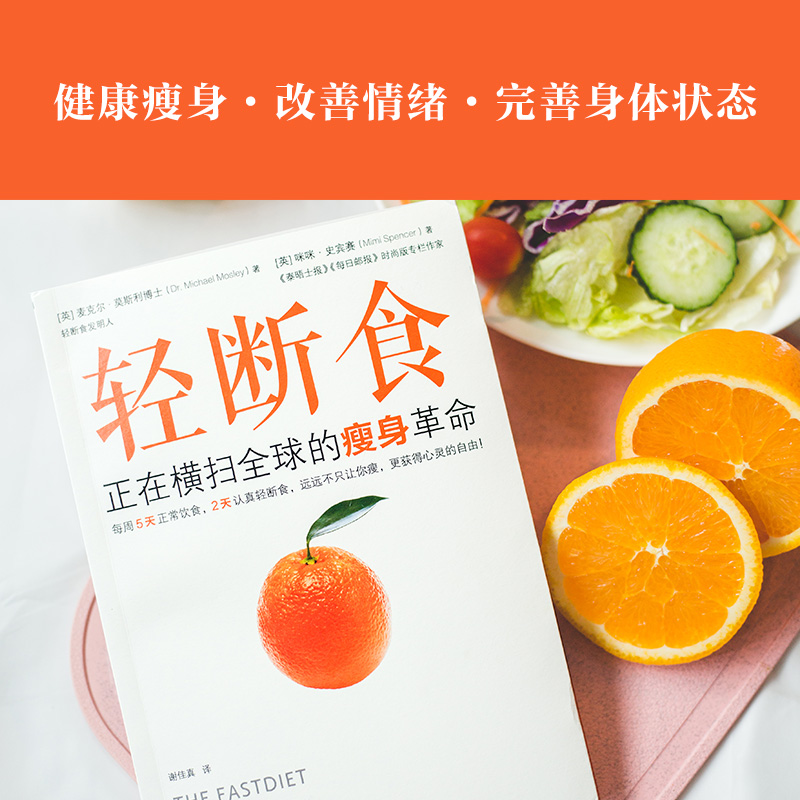 健康瘦身·改善情绪·完善身体状态
[英] 麦克尔·莫斯利博士 (Dr. Michael Mosley) 著
轻断食发明人
[英] 咪咪·史宾赛 (Mimi Spencer) 著
《泰晤士报》《每日邮报》时尚版专栏作家
轻断食
正在横扫全球的瘦身革命
每周5天正常饮食，2天认真轻断食，远远不只让你瘦，更获得心灵的自由！
谢佳真 译
THE FASTDIET